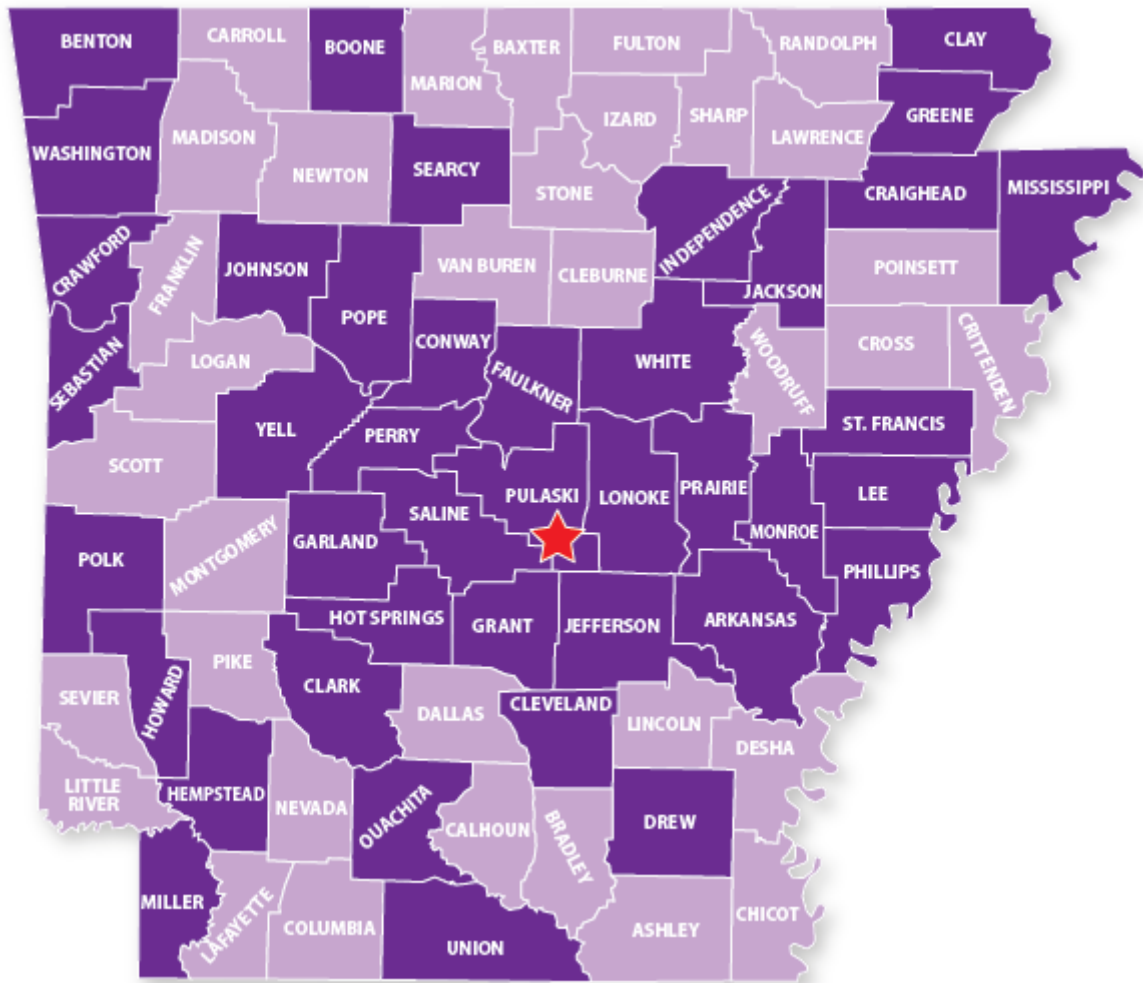 BENTON
CARROLL
BOONE
MARION
BAXTER
FULTON
RANDOLPH
CLAY
WASHINGTON
MADISON
NEWTON
SEARCY
STONE
IZARD
SHARP
LAWRENCE
GREENE
CRAIGHEAD
MISSISSIPPI
CRAWFORD
FRANKLIN
JOHNSON
POPE
VAN BUREN
CLEBURNE
INDEPENDENCE
JACKSON
POINSETT
SEBASTIAN
LOGAN
CONWAY
FAULKNER
WHITE
WOODRUFF
CROSS
CRITTENDEN
SCOTT
YELL
PERRY
ST. FRANCIS
POLK
MONTGOMERY
GARLAND
SALINE
PULASKI
LONOKE
PRAIRIE
MONROE
LEE
PHILLIPS
HOT SPRINGS
GRANT
JEFFERSON
ARKANSAS
SEVIER
HOWARD
PIKE
CLARK
DALLAS
CLEVELAND
LINCOLN
DESHA
LITTLE
RIVER
HEMPSTEAD
NEVADA
OUACHITA
CALHOUN
BRADLEY
DREW
MILLER
LAFAYETTE
COLUMBIA
UNION
ASHLEY
CHICOT